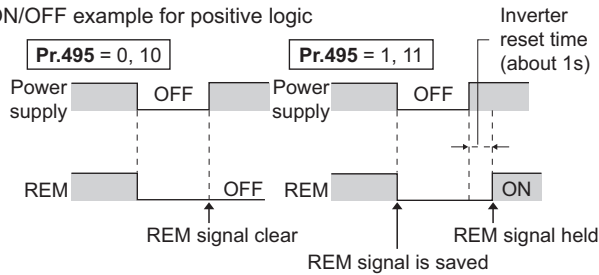 ON/OFF example for positive logic
Pr.495 = 0, 10
Power supply
OFF
REM
OFF
REM signal clear
Pr.495 = 1, 11
Inverter
reset time
(about 1s)
Power supply
OFF
REM
ON
REM signal held
REM signal is saved